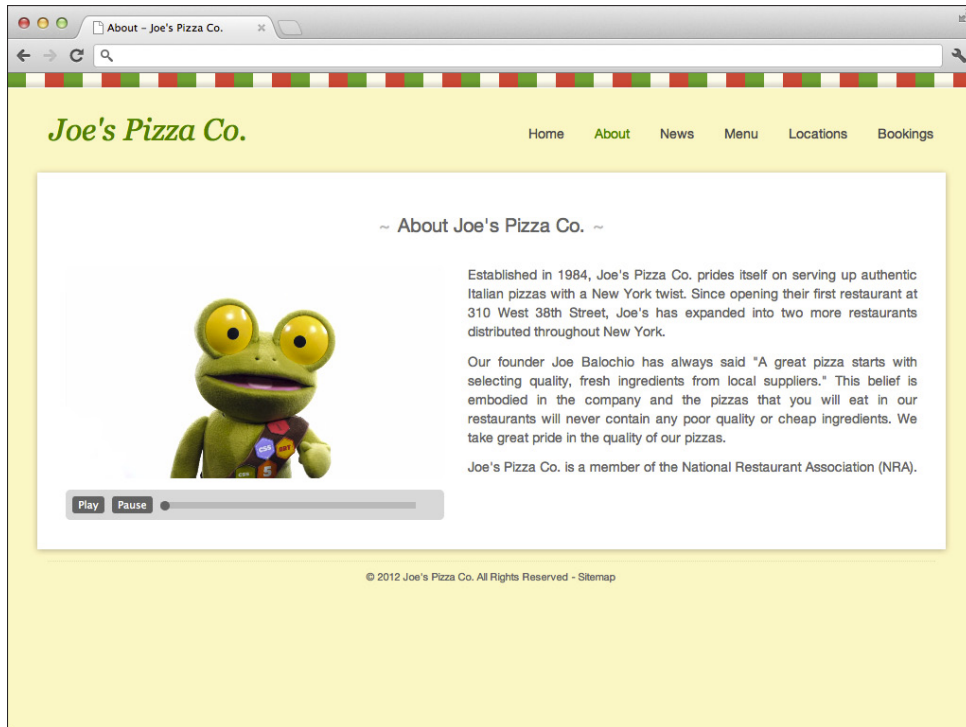 About – Joe's Pizza Co.
Joe's Pizza Co.
Home About News Menu Locations Bookings
~ About Joe's Pizza Co. ~
Established in 1984, Joe's Pizza Co. prides itself on serving up authentic
Italian pizzas with a New York twist. Since opening their first restaurant at
310 West 38th Street, Joe's has expanded into two more restaurants
distributed throughout New York.
Our founder Joe Balochio has always said "A great pizza starts with
selecting quality, fresh ingredients from local suppliers." This belief is
embodied in the company and the pizzas that you will eat in our
restaurants will never contain any poor quality or cheap ingredients. We
take great pride in the quality of our pizzas.
Joe's Pizza Co. is a member of the National Restaurant Association (NRA).
CSS
CSS
5
Play Pause
© 2012 Joe's Pizza Co. All Rights Reserved - Sitemap